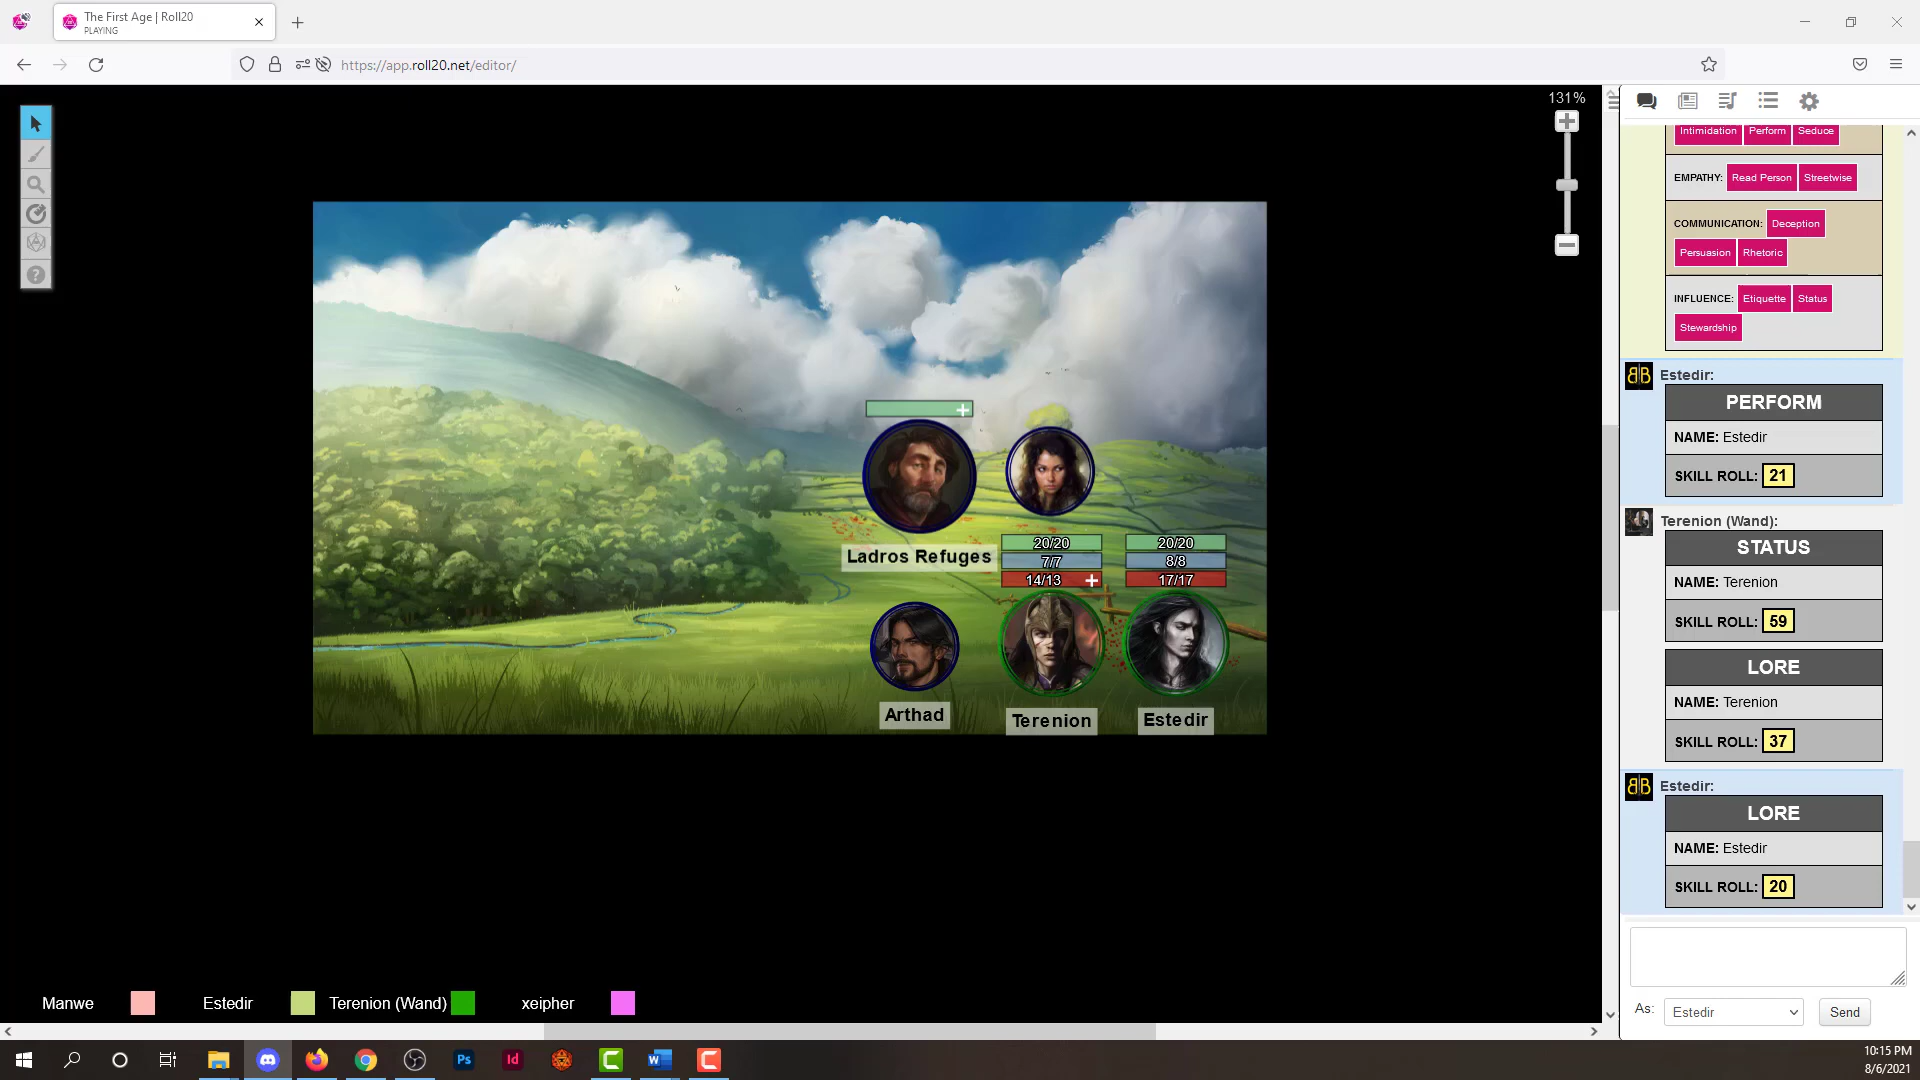 The First Age | Roll20
PLAYING
https://app.roll20.net/editor/
131%
Intimidation Perform Seduce
EMPATHY: Read Person Streetwise
COMMUNICATION: Deception
Persuasion Rhetoric
INFLUENCE: Etiquette Status
Stewardship
Estedir:
PERFORM
NAME: Estedir
SKILL ROLL: 21
Terenion (Wand):
STATUS
NAME: Terenion
SKILL ROLL: 59
LORE
NAME: Terenion
SKILL ROLL: 37
Estedir:
LORE
NAME: Estedir
SKILL ROLL: 20
As: Estedir Send
Ladros Refuges
20/20 20/20
7/7 8/8
14/13 17/17
Arthad Terenion Estedir
Manwe Estedir Terenion (Wand) xeipher
Ps Id
10:15 PM
8/6/2021